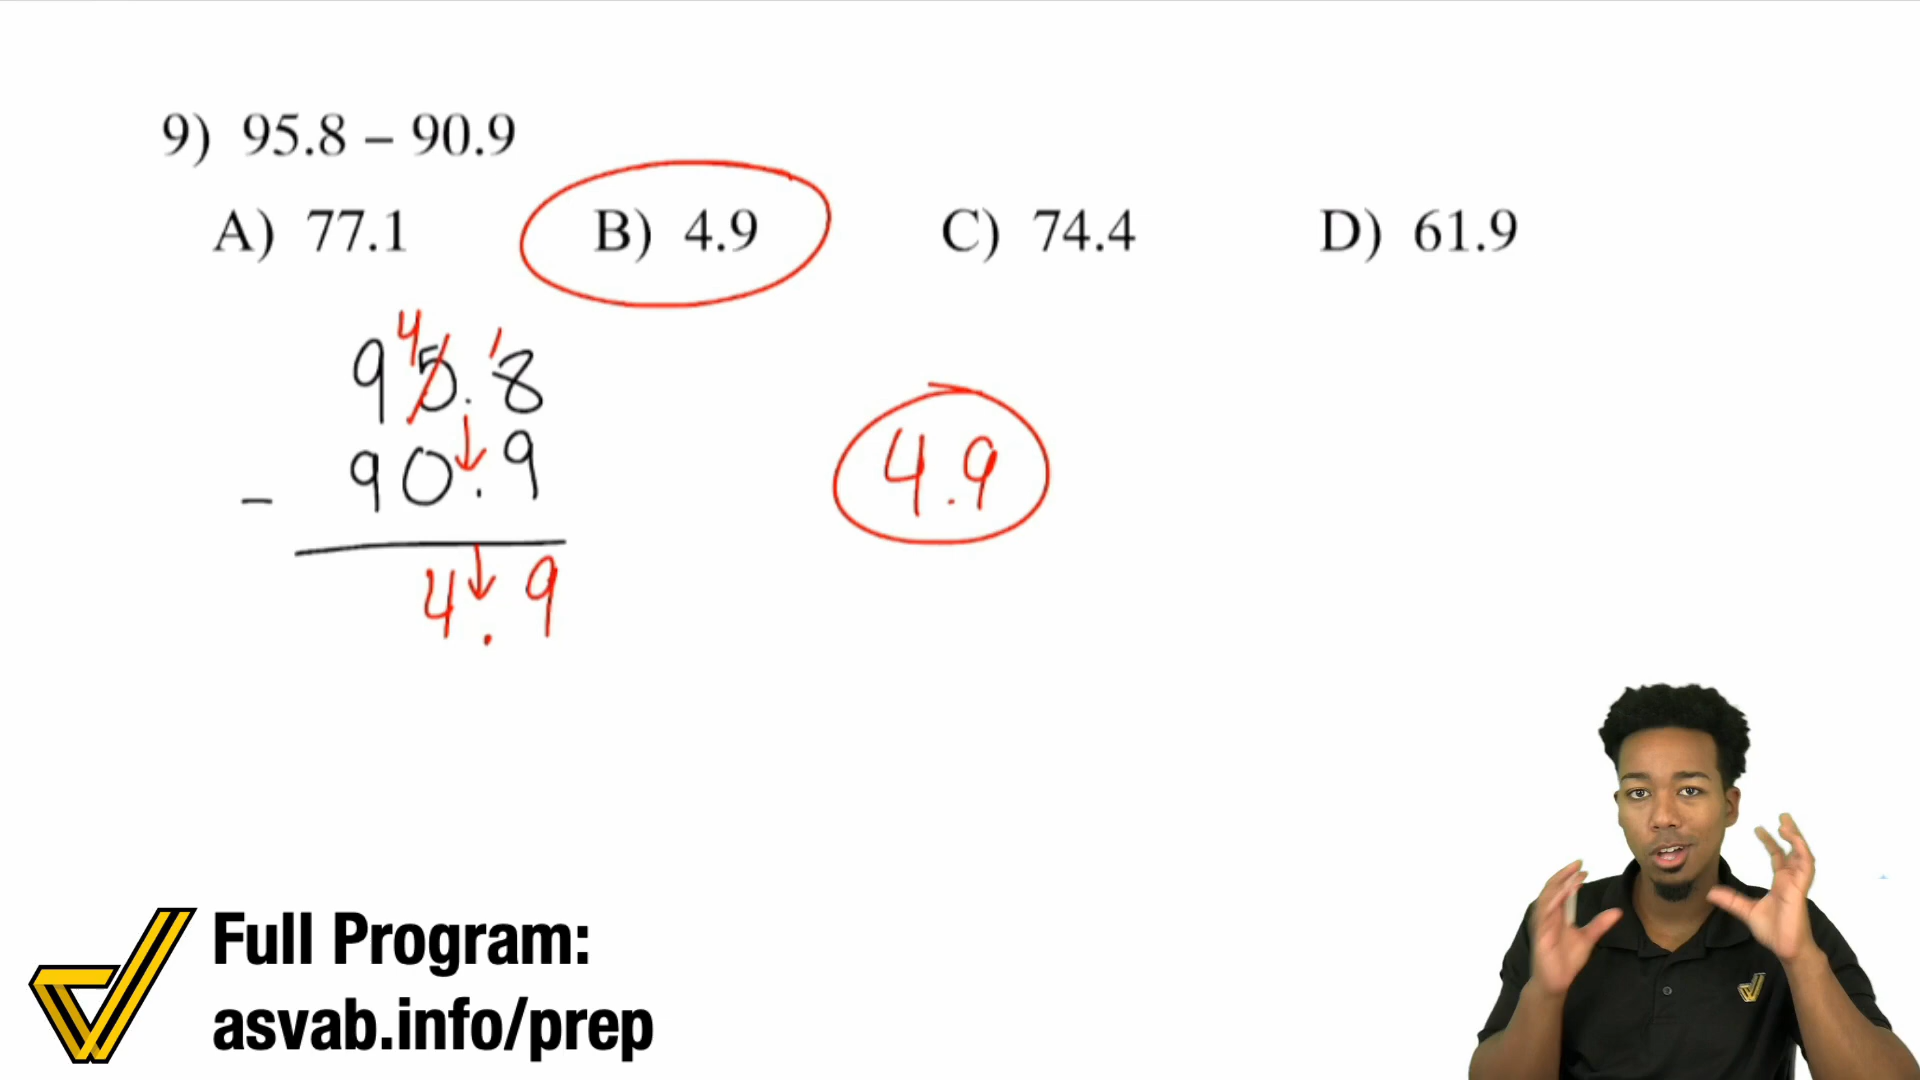 9) 95.8 – 90.9
A) 77.1 B) 4.9 C) 74.4 D) 61.9
4 1
95.8
- 90.9
4.9
4.9
Full Program:
asvab.info/prep